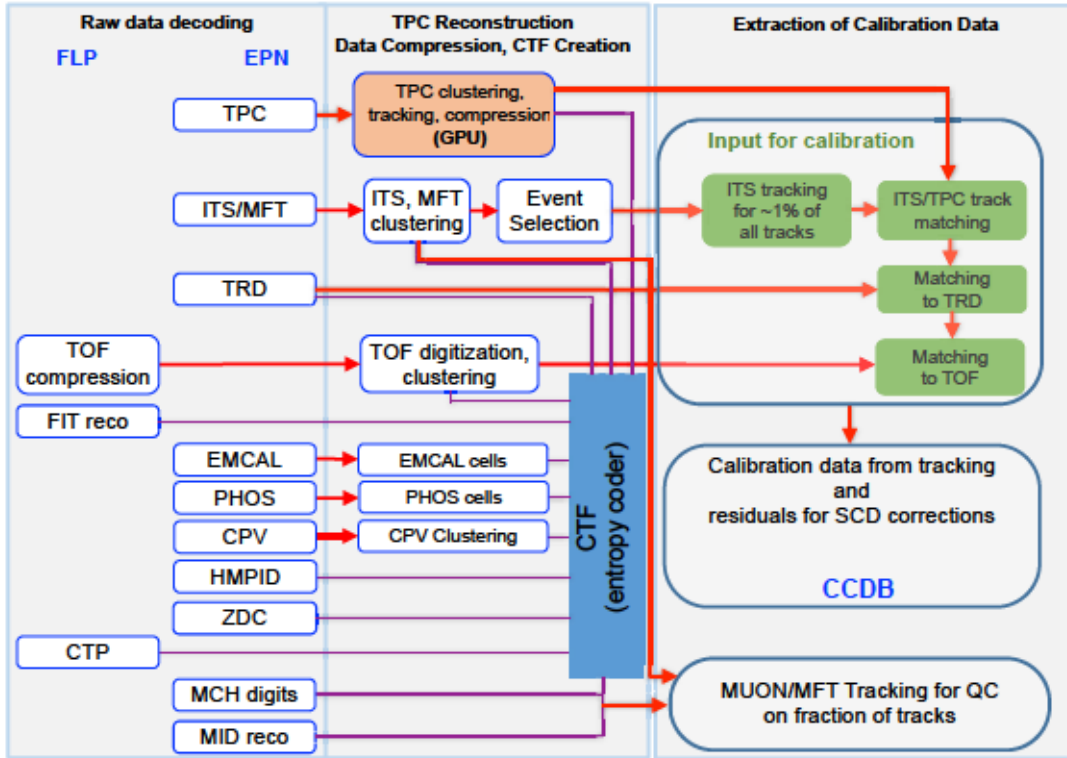 Raw data decoding
FLP
EPN
TPC Reconstruction
Data Compression, CTF Creation
Extraction of Calibration Data
TPC
TPC clustering,
tracking, compression
(GPU)
Input for calibration
ITS/MFT
ITS, MFT
clustering
Event
Selection
ITS tracking
for ~1% of
all tracks
ITS/TPC track
matching
TRD
Matching
to TRD
TOF
compression
TOF digitization,
clustering
Matching
to TOF
FIT reco
EMCAL
EMCAL cells
PHOS
PHOS cells
CPV
CPV Clustering
HMPID
ZDC
CTP
MCH digits
MID reco
CTF
(entropy coder)
Calibration data from tracking
and
residuals for SCD corrections
CCDB
MUON/MFT Tracking for QC
on fraction of tracks